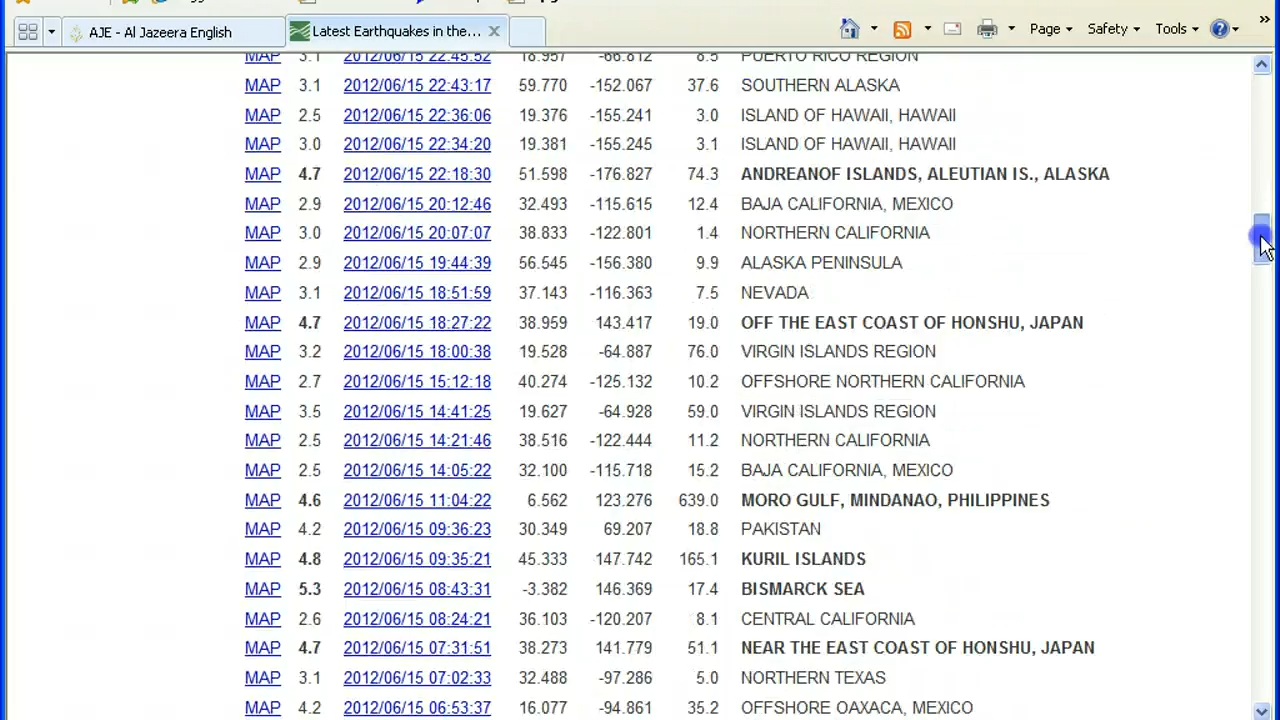 AJE - Al Jazeera English Latest Earthquakes in the... Page Safety Tools
MAP 3.1 2012/06/15 22:45:52 18.957 -66.812 8.5 PUERTO RICO REGION
MAP 3.1 2012/06/15 22:43:17 59.770 -152.067 37.6 SOUTHERN ALASKA
MAP 2.5 2012/06/15 22:36:06 19.376 -155.241 3.0 ISLAND OF HAWAII, HAWAII
MAP 3.0 2012/06/15 22:34:20 19.381 -155.245 3.1 ISLAND OF HAWAII, HAWAII
MAP 4.7 2012/06/15 22:18:30 51.598 -176.827 74.3 ANDREANOF ISLANDS, ALEUTIAN IS., ALASKA
MAP 2.9 2012/06/15 20:12:46 32.493 -115.615 12.4 BAJA CALIFORNIA, MEXICO
MAP 3.0 2012/06/15 20:07:07 38.833 -122.801 1.4 NORTHERN CALIFORNIA
MAP 2.9 2012/06/15 19:44:39 56.545 -156.380 9.9 ALASKA PENINSULA
MAP 3.1 2012/06/15 18:51:59 37.143 -116.363 7.5 NEVADA
MAP 4.7 2012/06/15 18:27:22 38.959 143.417 19.0 OFF THE EAST COAST OF HONSHU, JAPAN
MAP 3.2 2012/06/15 18:00:38 19.528 -64.887 76.0 VIRGIN ISLANDS REGION
MAP 2.7 2012/06/15 15:12:18 40.274 -125.132 10.2 OFFSHORE NORTHERN CALIFORNIA
MAP 3.5 2012/06/15 14:41:25 19.627 -64.928 59.0 VIRGIN ISLANDS REGION
MAP 2.5 2012/06/15 14:21:46 38.516 -122.444 11.2 NORTHERN CALIFORNIA
MAP 2.5 2012/06/15 14:05:22 32.100 -115.718 15.2 BAJA CALIFORNIA, MEXICO
MAP 4.6 2012/06/15 11:04:22 6.562 123.276 639.0 MORO GULF, MINDANAO, PHILIPPINES
MAP 4.2 2012/06/15 09:36:23 30.349 69.207 18.8 PAKISTAN
MAP 4.8 2012/06/15 09:35:21 45.333 147.742 165.1 KURIL ISLANDS
MAP 5.3 2012/06/15 08:43:31 -3.382 146.369 17.4 BISMARCK SEA
MAP 2.6 2012/06/15 08:24:21 36.103 -120.207 8.1 CENTRAL CALIFORNIA
MAP 4.7 2012/06/15 07:31:51 38.273 141.779 51.1 NEAR THE EAST COAST OF HONSHU, JAPAN
MAP 3.1 2012/06/15 07:02:33 32.488 -97.286 5.0 NORTHERN TEXAS
MAP 4.2 2012/06/15 06:53:37 16.077 -94.861 35.2 OFFSHORE OAXACA, MEXICO